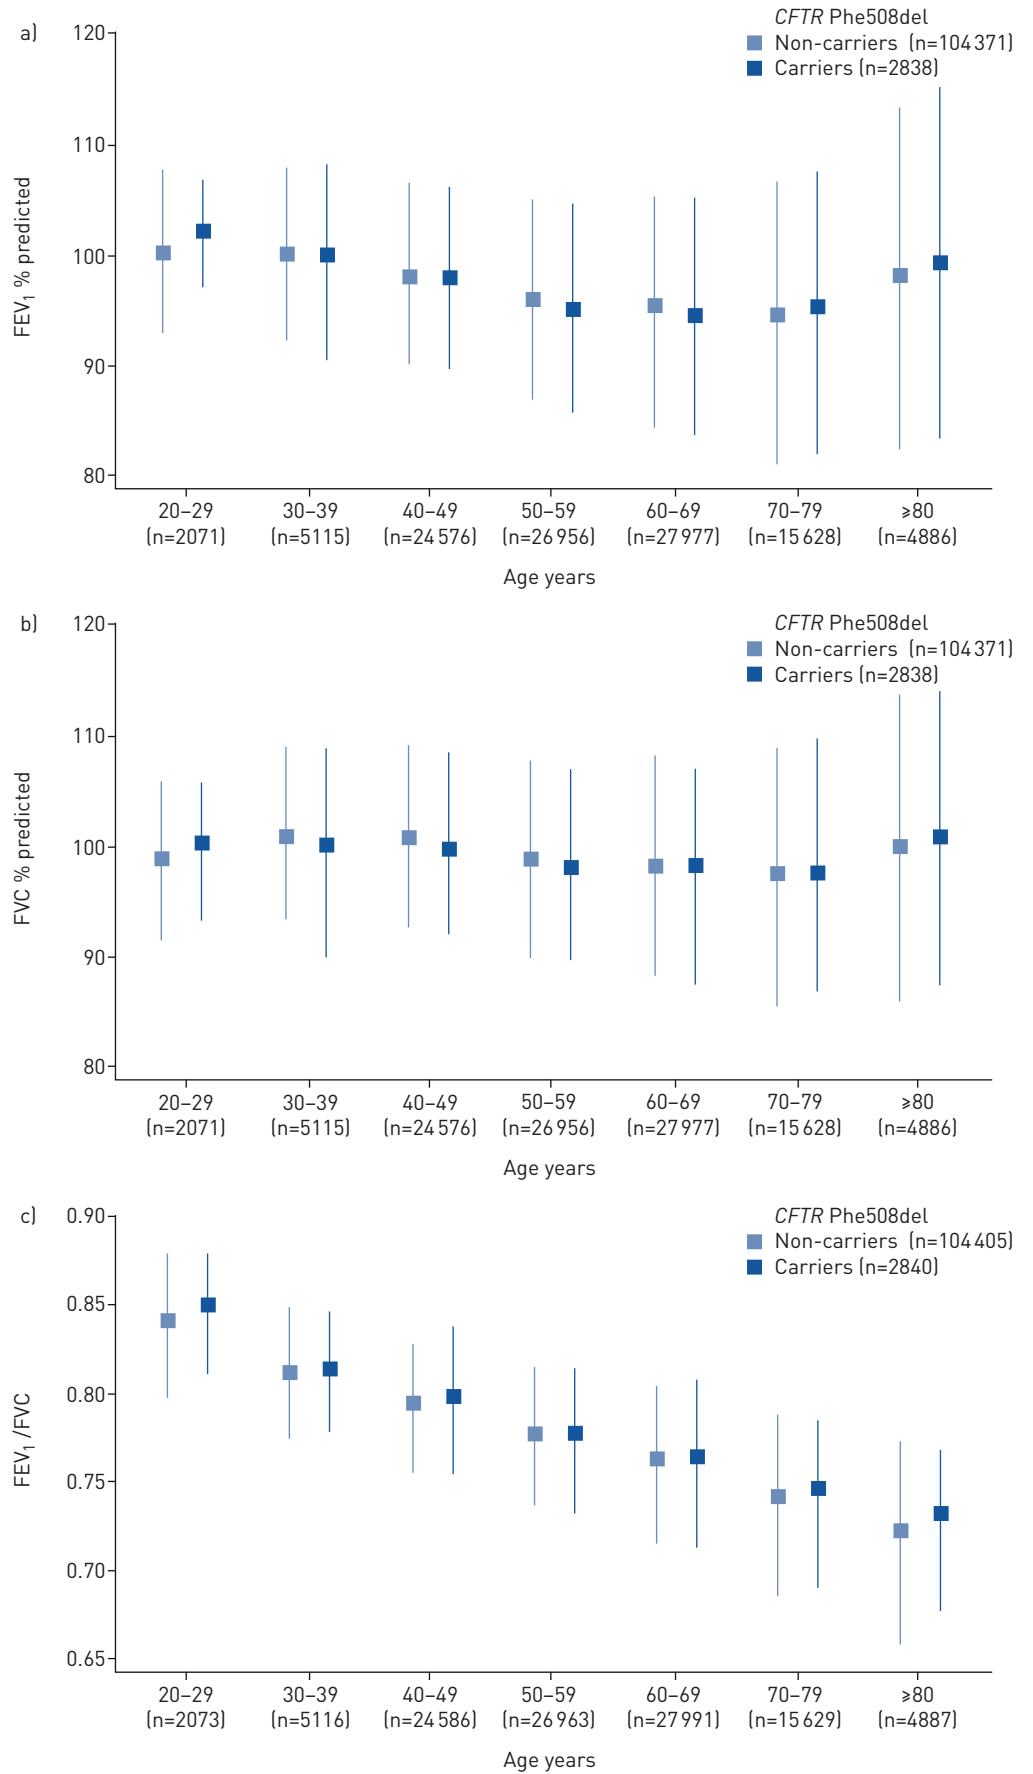 a)
CFTR Phe508del
Non-carriers (n=104 371)
Carriers (n=2838)
120
110
100
90
80
FEV1 % predicted
20–29 30–39 40–49 50–59 60–69 70–79 ≥80
(n=2071) (n=5115) (n=24 576) (n=26 956) (n=27 977) (n=15 628) (n=4886)
Age years
b)
CFTR Phe508del
Non-carriers (n=104 371)
Carriers (n=2838)
120
110
100
90
80
FVC % predicted
20–29 30–39 40–49 50–59 60–69 70–79 ≥80
(n=2071) (n=5115) (n=24 576) (n=26 956) (n=27 977) (n=15 628) (n=4886)
Age years
c)
CFTR Phe508del
Non-carriers (n=104 405)
Carriers (n=2840)
0.90
0.85
0.80
0.75
0.70
0.65
FEV1 /FVC
20–29 30–39 40–49 50–59 60–69 70–79 ≥80
(n=2073) (n=5116) (n=24 586) (n=26 963) (n=27 991) (n=15 629) (n=4887)
Age years